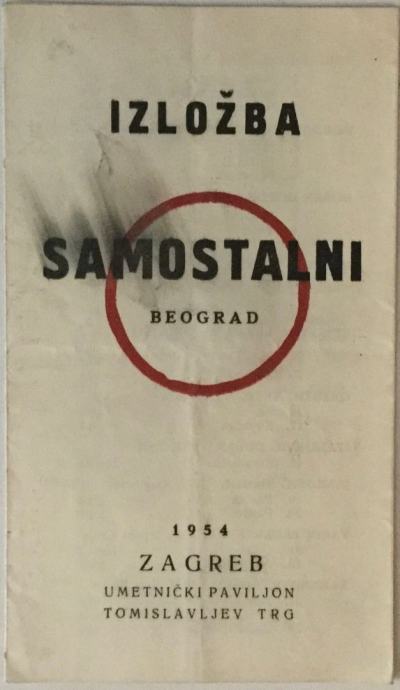 IZLOŽBA
SAMOSTALNI
BEOGRAD
1954
ZAGREB
UMETNIČKI PAVILJON
TOMISLAVLJEV TRG